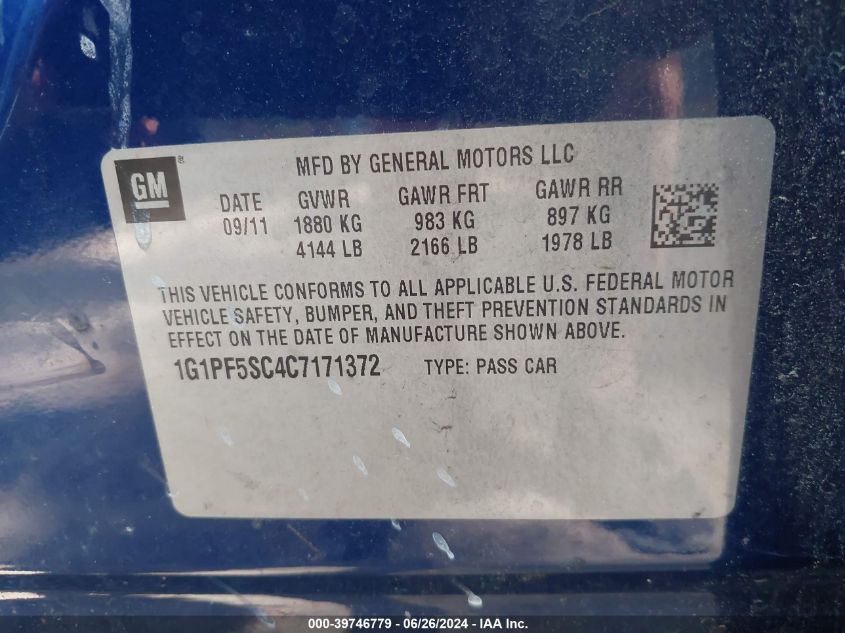 GM
MFD BY GENERAL MOTORS LLC
DATE GVWR GAWR FRT GAWR RR
09/11 1880 KG 983 KG 897 KG
4144 LB 2166 LB 1978 LB
THIS VEHICLE CONFORMS TO ALL APPLICABLE U.S. FEDERAL MOTOR
VEHICLE SAFETY, BUMPER, AND THEFT PREVENTION STANDARDS IN
EFFECT ON THE DATE OF MANUFACTURE SHOWN ABOVE.
1G1PF5SC4C7171372 TYPE: PASS CAR
000-39746779 - 06/26/2024 - IAA Inc.